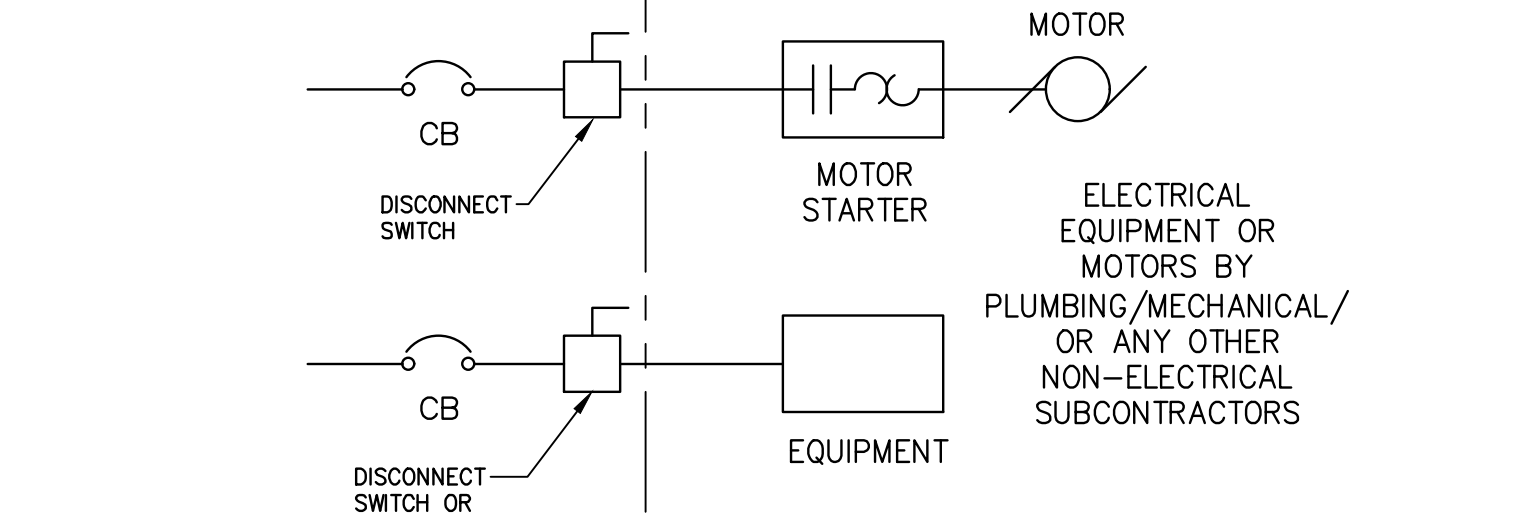 MOTOR
CB
DISCONNECT
SWITCH
MOTOR
STARTER
ELECTRICAL
EQUIPMENT OR
MOTORS BY
PLUMBING/MECHANICAL/
OR ANY OTHER
NON-ELECTRICAL
SUBCONTRACTORS
CB
EQUIPMENT
DISCONNECT
SWITCH OR